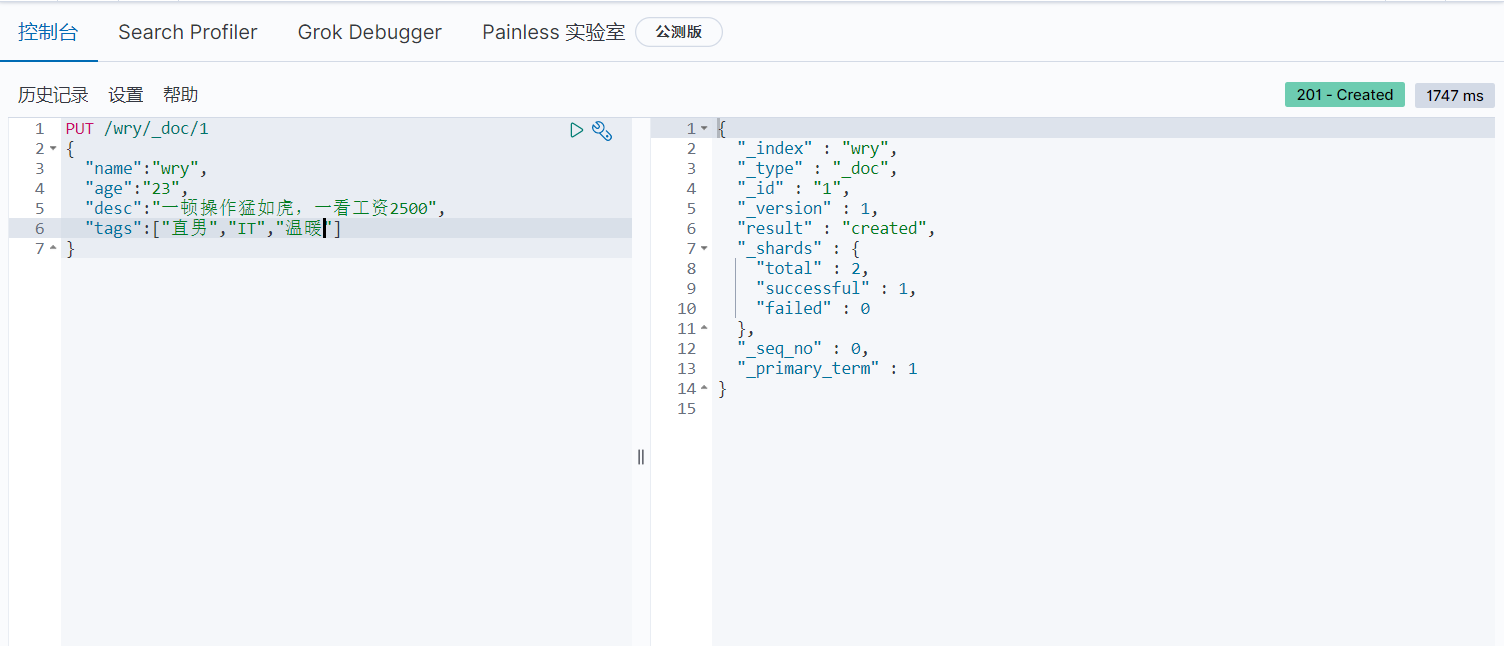 控制台 Search Profiler Grok Debugger Painless 实验室 公测版
历史记录 设置 帮助 201 - Created 1747 ms
1 PUT /wry/_doc/1
2 {
3 "name":"wry",
4 "age":"23",
5 "desc":"一顿操作猛如虎，一看工资2500",
6 "tags":["直男","IT","温暖"]
7 }
1 {
2 "_index" : "wry",
3 "_type" : "_doc",
4 "_id" : "1",
5 "_version" : 1,
6 "result" : "created",
7 "_shards" : {
8 "total" : 2,
9 "successful" : 1,
10 "failed" : 0
11 },
12 "_seq_no" : 0,
13 "_primary_term" : 1
14 }
15